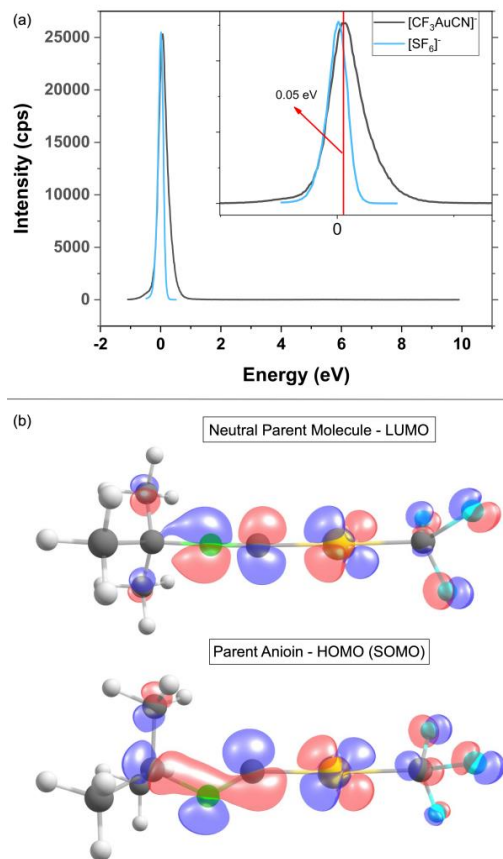 (a)
25000
20000
15000
10000
5000
0
Intensity (cps)
-2 0 2 4 6 8 10
Energy (eV)
[CF₃AuCN]⁻
[SF₆]⁻
0.05 eV
0
(b)
Neutral Parent Molecule - LUMO
Parent Anioin - HOMO (SOMO)